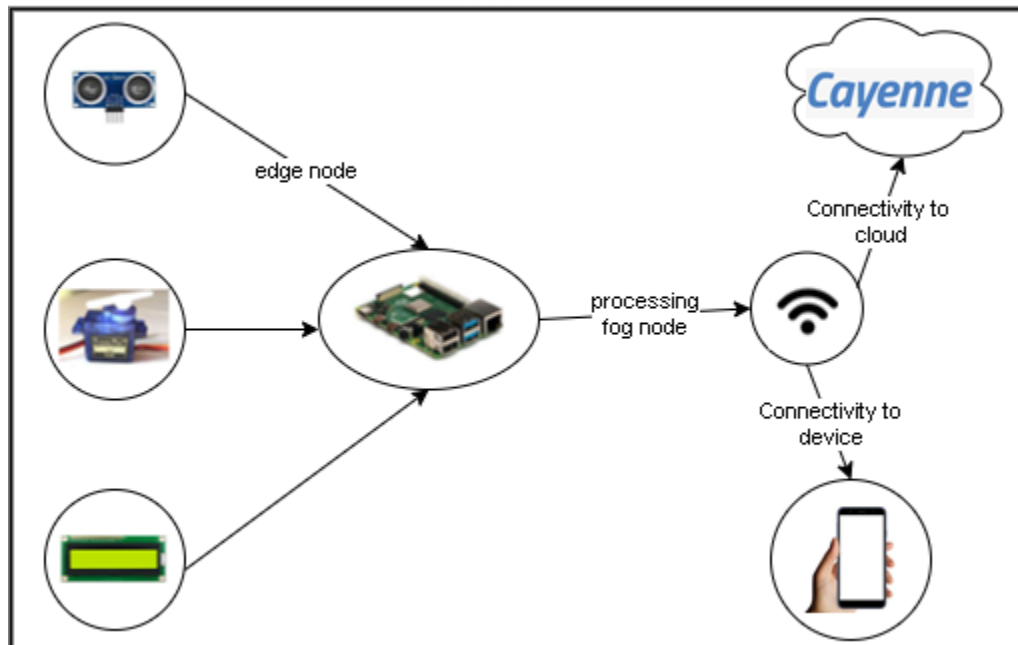 Cayenne
edge node
Connectivity to
cloud
processing
fog node
Connectivity to
device